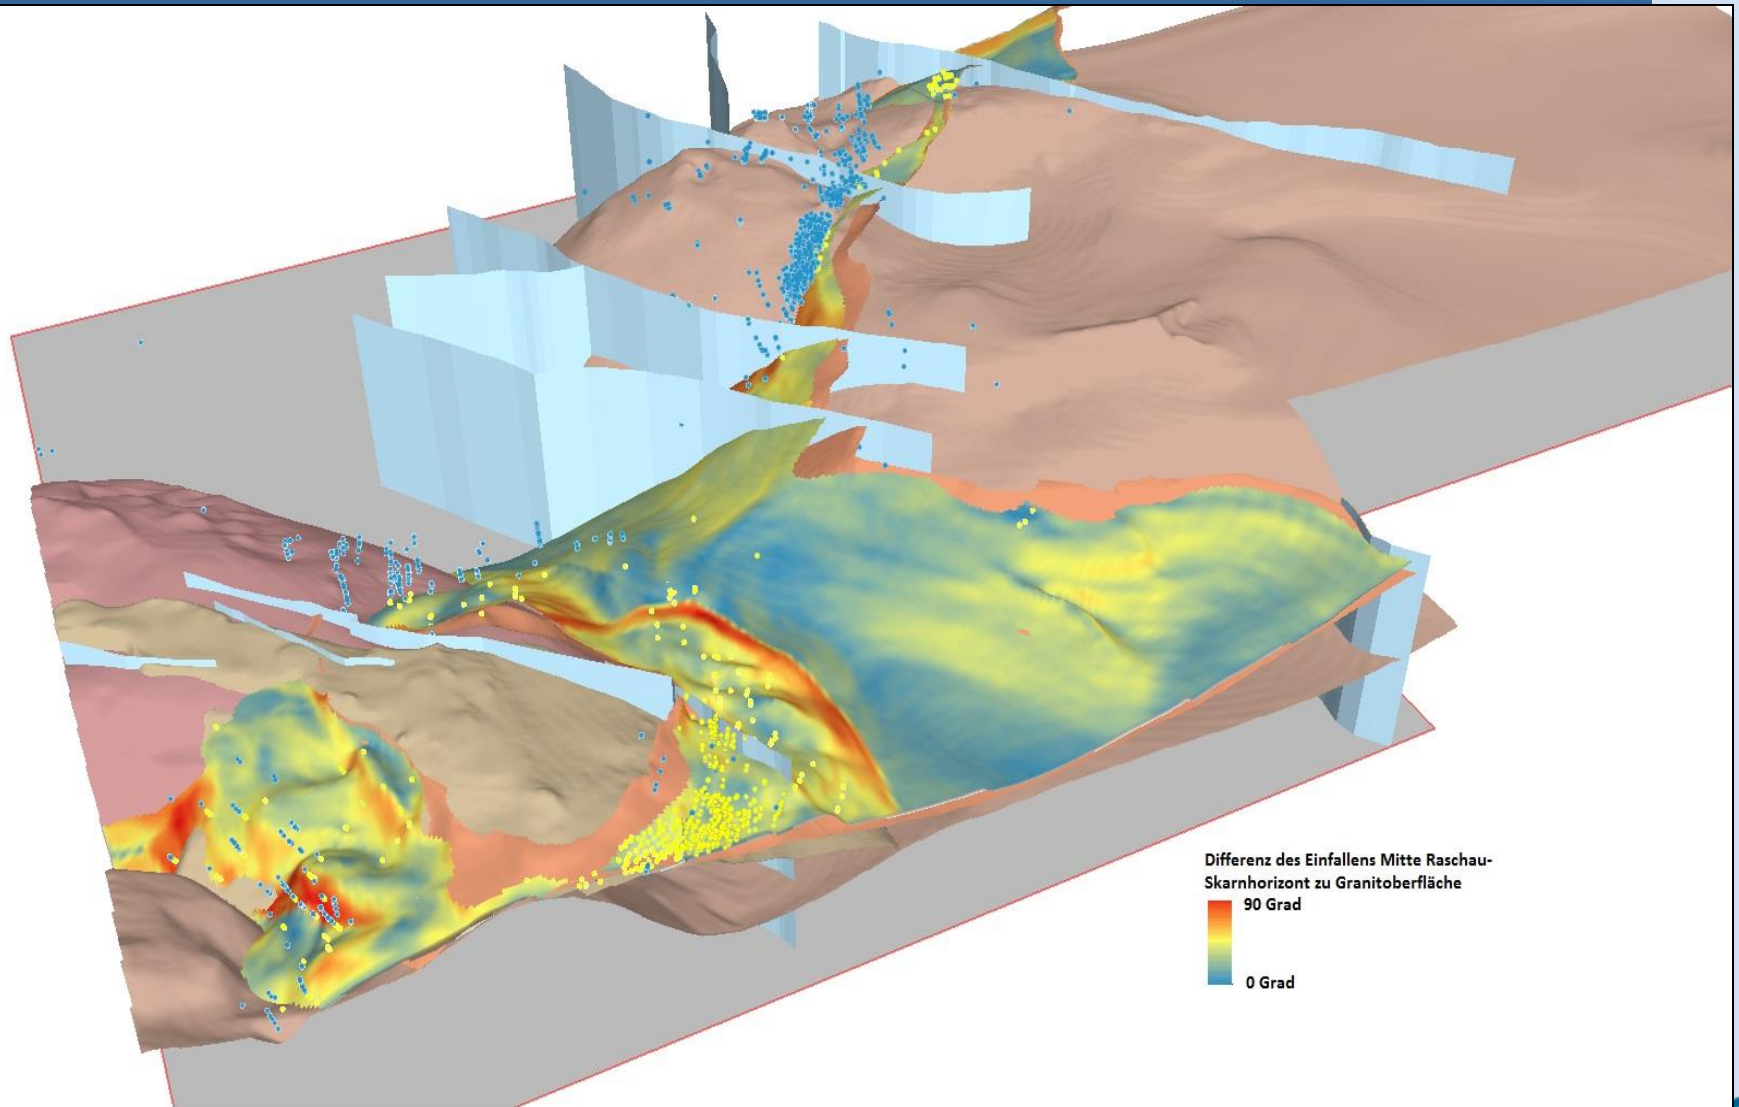 Differenz des Einfallens Mitte Raschau-
Skarnhorizont zu Granitoberfläche
90 Grad
0 Grad